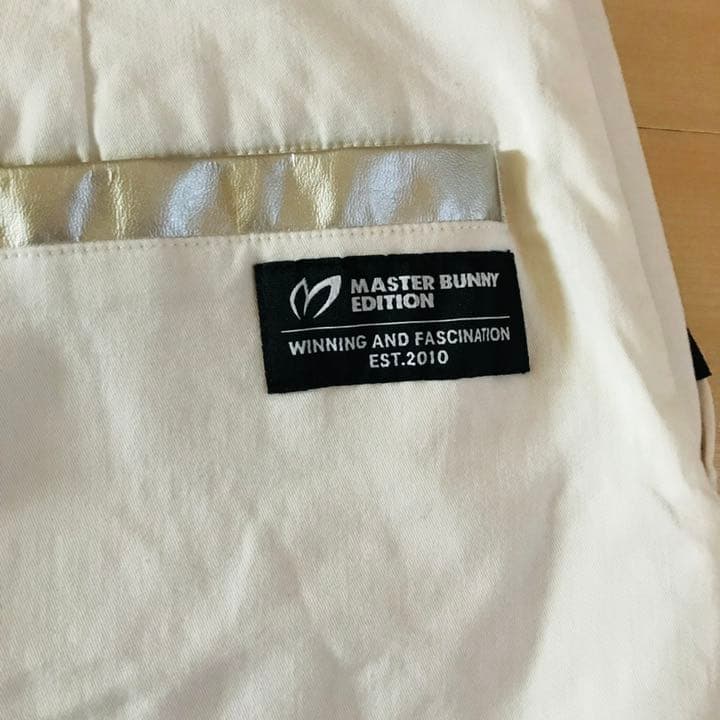 MASTER BUNNY
EDITION
WINNING AND FASCINATION
EST.2010